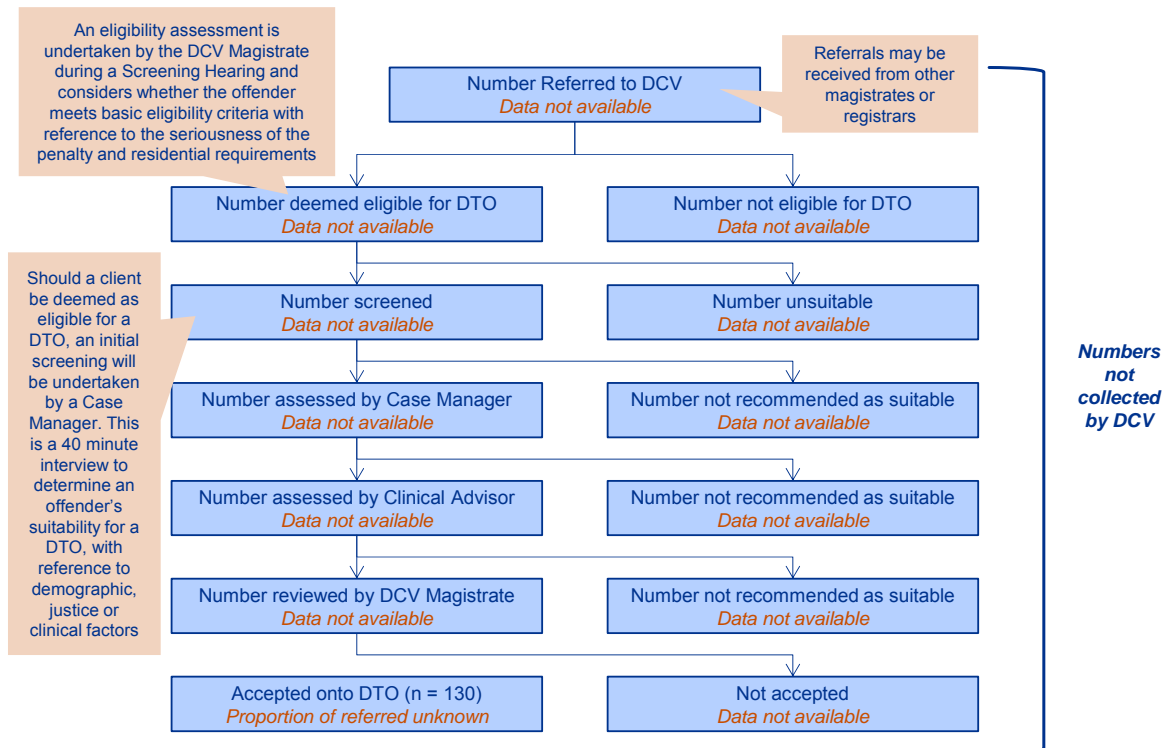 An eligibility assessment is
undertaken by the DCV Magistrate
during a Screening Hearing and
considers whether the offender
meets basic eligibility criteria with
reference to the seriousness of the
penalty and residential requirements
Number Referred to DCV
Data not available
Referrals may be
received from other
magistrates or
registrars
Number deemed eligible for DTO
Data not available
Number not eligible for DTO
Data not available
Should a client
be deemed as
eligible for a
DTO, an initial
screening will
be undertaken
by a Case
Manager. This
is a 40 minute
interview to
determine an
offender’s
suitability for a
DTO, with
reference to
demographic,
justice or
clinical factors
Number screened
Data not available
Number unsuitable
Data not available
Number assessed by Case Manager
Data not available
Number not recommended as suitable
Data not available
Number assessed by Clinical Advisor
Data not available
Number not recommended as suitable
Data not available
Number reviewed by DCV Magistrate
Data not available
Number not recommended as suitable
Data not available
Accepted onto DTO (n = 130)
Proportion of referred unknown
Not accepted
Data not available
Numbers
not
collected
by DCV